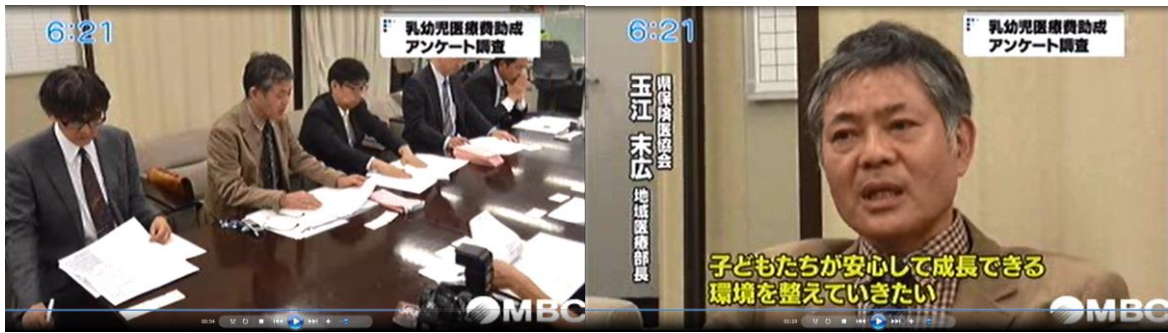 6:21
乳幼児医療費助成
アンケート調査
MBC
00:54
6:21
乳幼児医療費助成
アンケート調査
県保険医協会
玉江 末広 地域医療部長
子どもたちが安心して成長できる
環境を整えていきたい
MBC